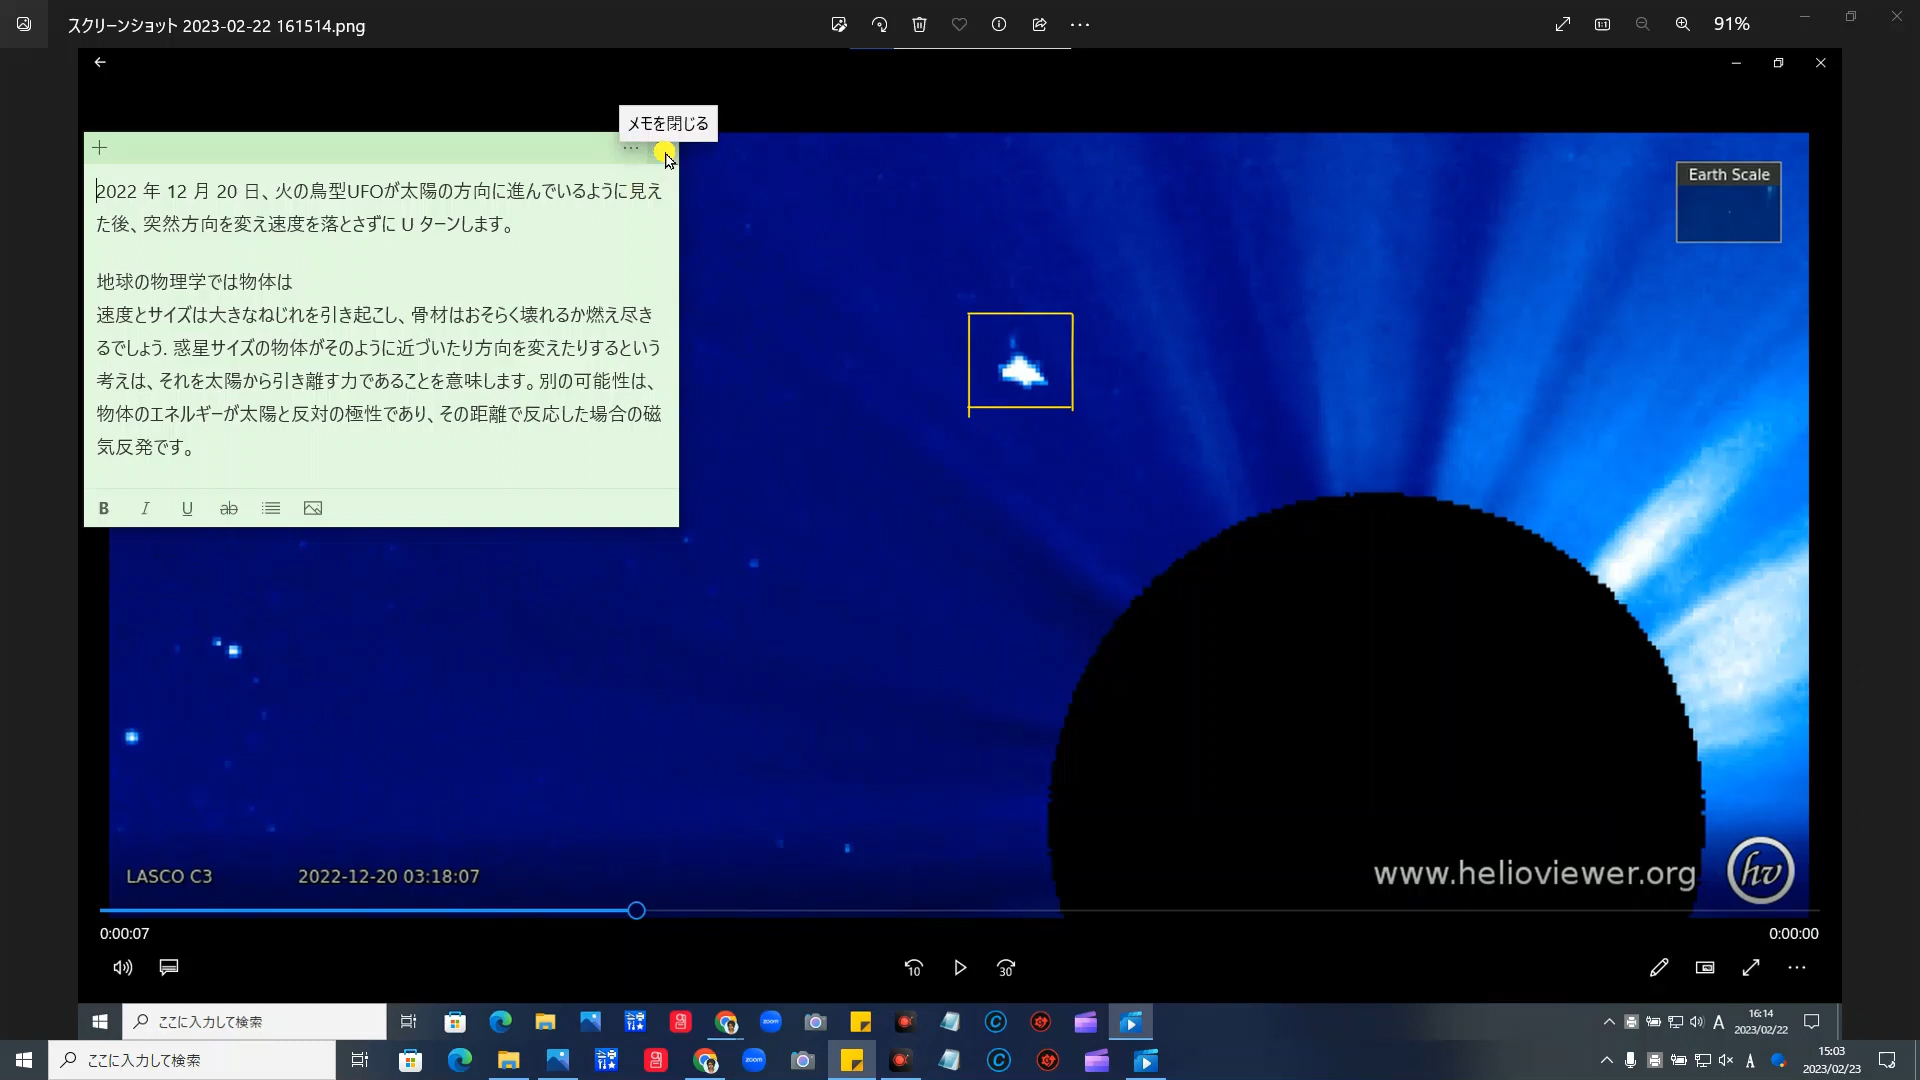 スクリーンショット 2023-02-22 161514.png
91%
メモを閉じる
2022 年 12 月 20 日、火の鳥型UFOが太陽の方向に進んでいるように見え
た後、突然方向を変え速度を落とさずに U ターンします。
地球の物理学では物体は
速度とサイズは大きなねじれを引き起こし、骨材はおそらく壊れるか燃え尽き
るでしょう. 惑星サイズの物体がそのように近づいたり方向を変えたりするという
考えは、それを太陽から引き離す力であることを意味します。別の可能性は、
物体のエネルギーが太陽と反対の極性であり、その距離で反応した場合の磁
気反発です。
B I U ab
Earth Scale
LASCO C3 2022-12-20 03:18:07
www.helioviewer.org
hv
0:00:07
0:00:00
10
30
ここに入力して検索
zoom
A
16:14
2023/02/22
ここに入力して検索
zoom
A
15:03
2023/02/23